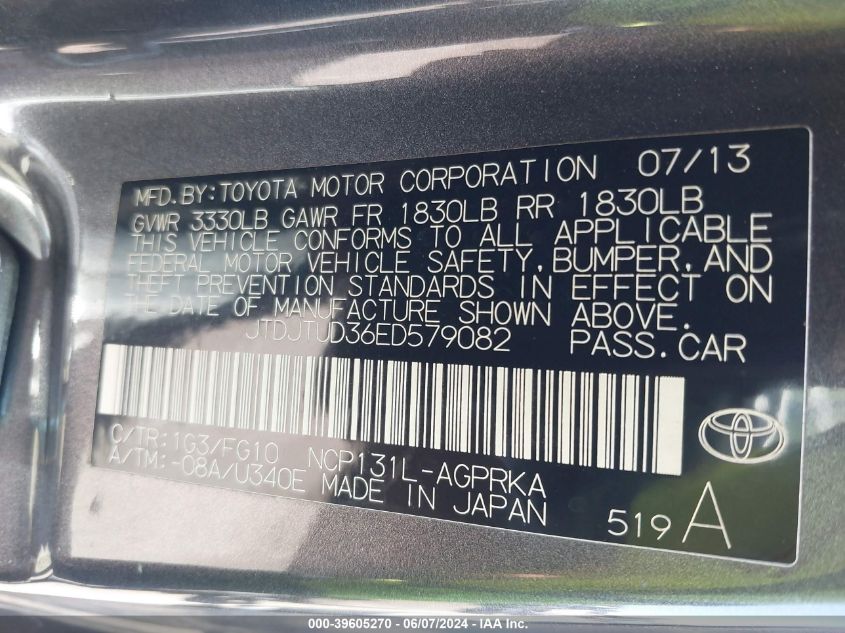 MFD.BY:TOYOTA MOTOR CORPORATION 07/13
GVWR 3330LB GAWR FR 1830LB RR 1830LB
THIS VEHICLE CONFORMS TO ALL APPLICABLE
FEDERAL MOTOR VEHICLE SAFETY, BUMPER, AND
THEFT PREVENTION STANDARDS IN EFFECT ON
THE DATE OF MANUFACTURE SHOWN ABOVE.
JTDJTUD36ED579082 PASS.CAR
C/TR:1G3/FG10 NCP131L-AGPRKA
A/TM:-08A/U340E MADE IN JAPAN
519 A
000-39605270 - 06/07/2024 - IAA Inc.